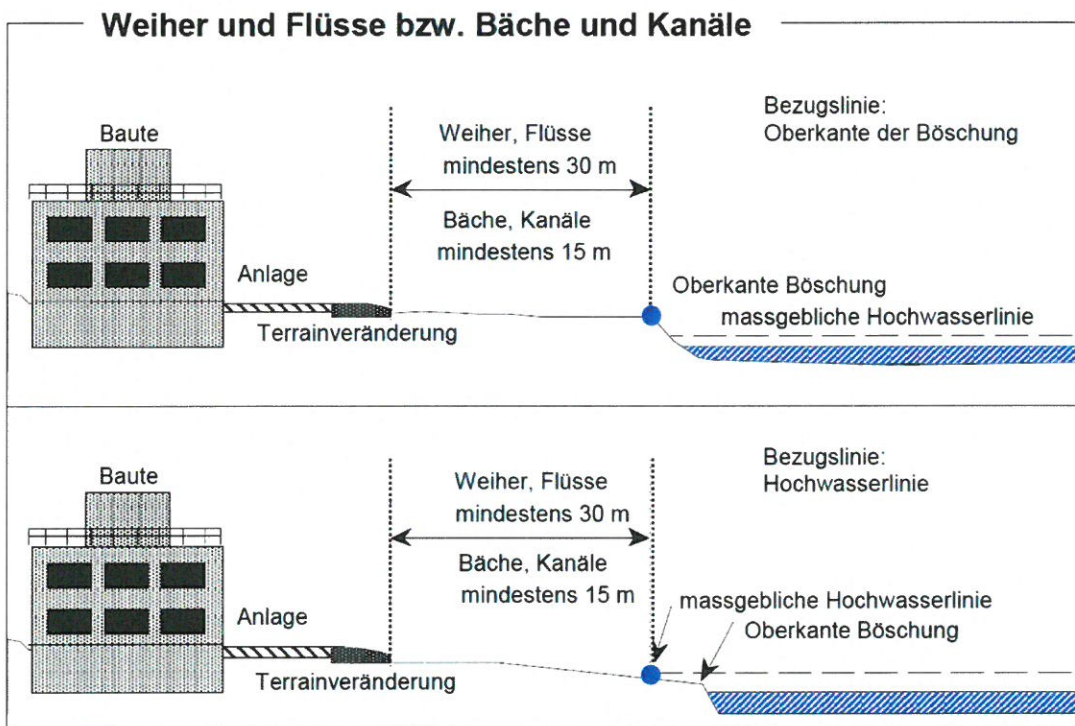 Weiher und Flüsse bzw. Bäche und Kanäle
Bezugslinie:
Oberkante der Böschung
Baute
Weiher, Flüsse
mindestens 30 m
Bäche, Kanäle
mindestens 15 m
Anlage
Terrainveränderung
Oberkante Böschung
massgebliche Hochwasserlinie
Bezugslinie:
Hochwasserlinie
Baute
Weiher, Flüsse
mindestens 30 m
Bäche, Kanäle
mindestens 15 m
Anlage
Terrainveränderung
massgebliche Hochwasserlinie
Oberkante Böschung